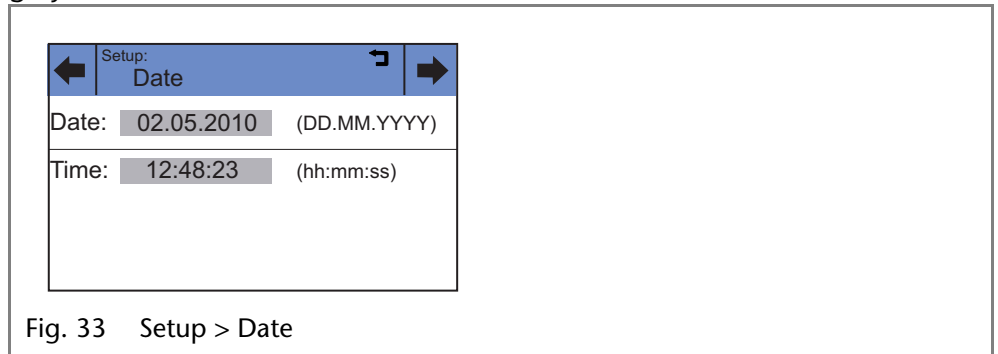 Setup:
Date
Date: 02.05.2010 (DD.MM.YYYY)
Time: 12:48:23 (hh:mm:ss)
Fig. 33 Setup > Date